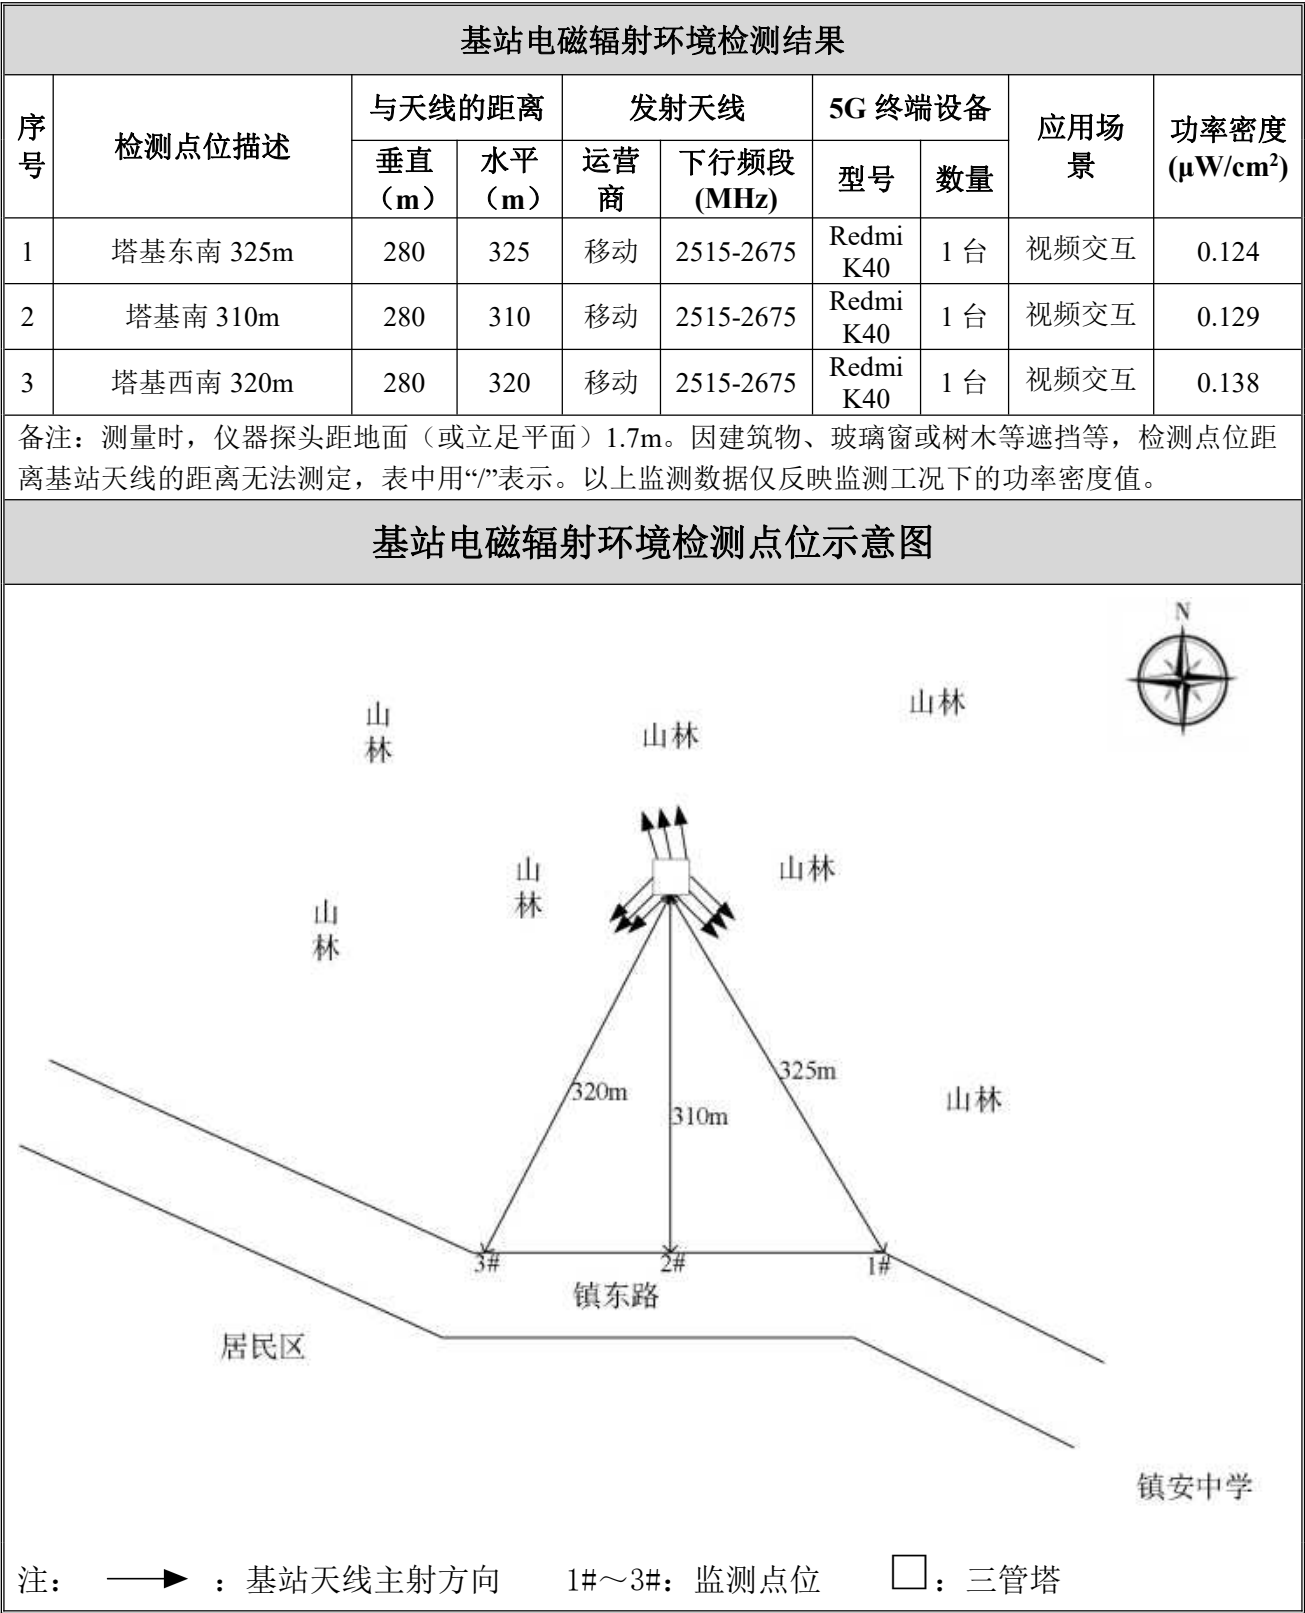 基站电磁辐射环境检测结果
序号 检测点位描述 与天线的距离 发射天线 5G 终端设备 应用场景 功率密度(μW/cm²)
垂直（m） 水平（m） 运营商 下行频段(MHz) 型号 数量
1 塔基东南 325m 280 325 移动 2515-2675 Redmi K40 1 台 视频交互 0.124
2 塔基南 310m 280 310 移动 2515-2675 Redmi K40 1 台 视频交互 0.129
3 塔基西南 320m 280 320 移动 2515-2675 Redmi K40 1 台 视频交互 0.138
备注：测量时，仪器探头距地面（或立足平面）1.7m。因建筑物、玻璃窗或树木等遮挡等，检测点位距
离基站天线的距离无法测定，表中用“/”表示。以上监测数据仅反映监测工况下的功率密度值。
基站电磁辐射环境检测点位示意图
N
山林
山林
山林
山林
山林
山林
325m
320m
310m
山林
3#
2#
1#
镇东路
居民区
镇安中学
注： ：基站天线主射方向 1#～3#：监测点位 ：三管塔